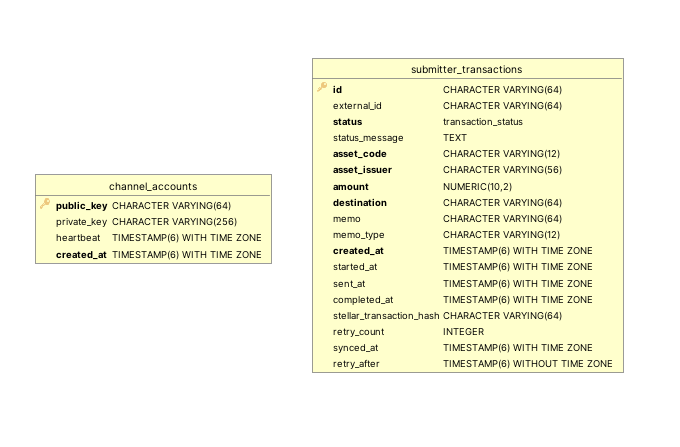 channel_accounts
public_key CHARACTER VARYING(64)
private_key CHARACTER VARYING(256)
heartbeat TIMESTAMP(6) WITH TIME ZONE
created_at TIMESTAMP(6) WITH TIME ZONE
submitter_transactions
id CHARACTER VARYING(64)
external_id CHARACTER VARYING(64)
status transaction_status
status_message TEXT
asset_code CHARACTER VARYING(12)
asset_issuer CHARACTER VARYING(56)
amount NUMERIC(10,2)
destination CHARACTER VARYING(64)
memo CHARACTER VARYING(64)
memo_type CHARACTER VARYING(12)
created_at TIMESTAMP(6) WITH TIME ZONE
started_at TIMESTAMP(6) WITH TIME ZONE
sent_at TIMESTAMP(6) WITH TIME ZONE
completed_at TIMESTAMP(6) WITH TIME ZONE
stellar_transaction_hash CHARACTER VARYING(64)
retry_count INTEGER
synced_at TIMESTAMP(6) WITH TIME ZONE
retry_after TIMESTAMP(6) WITHOUT TIME ZONE